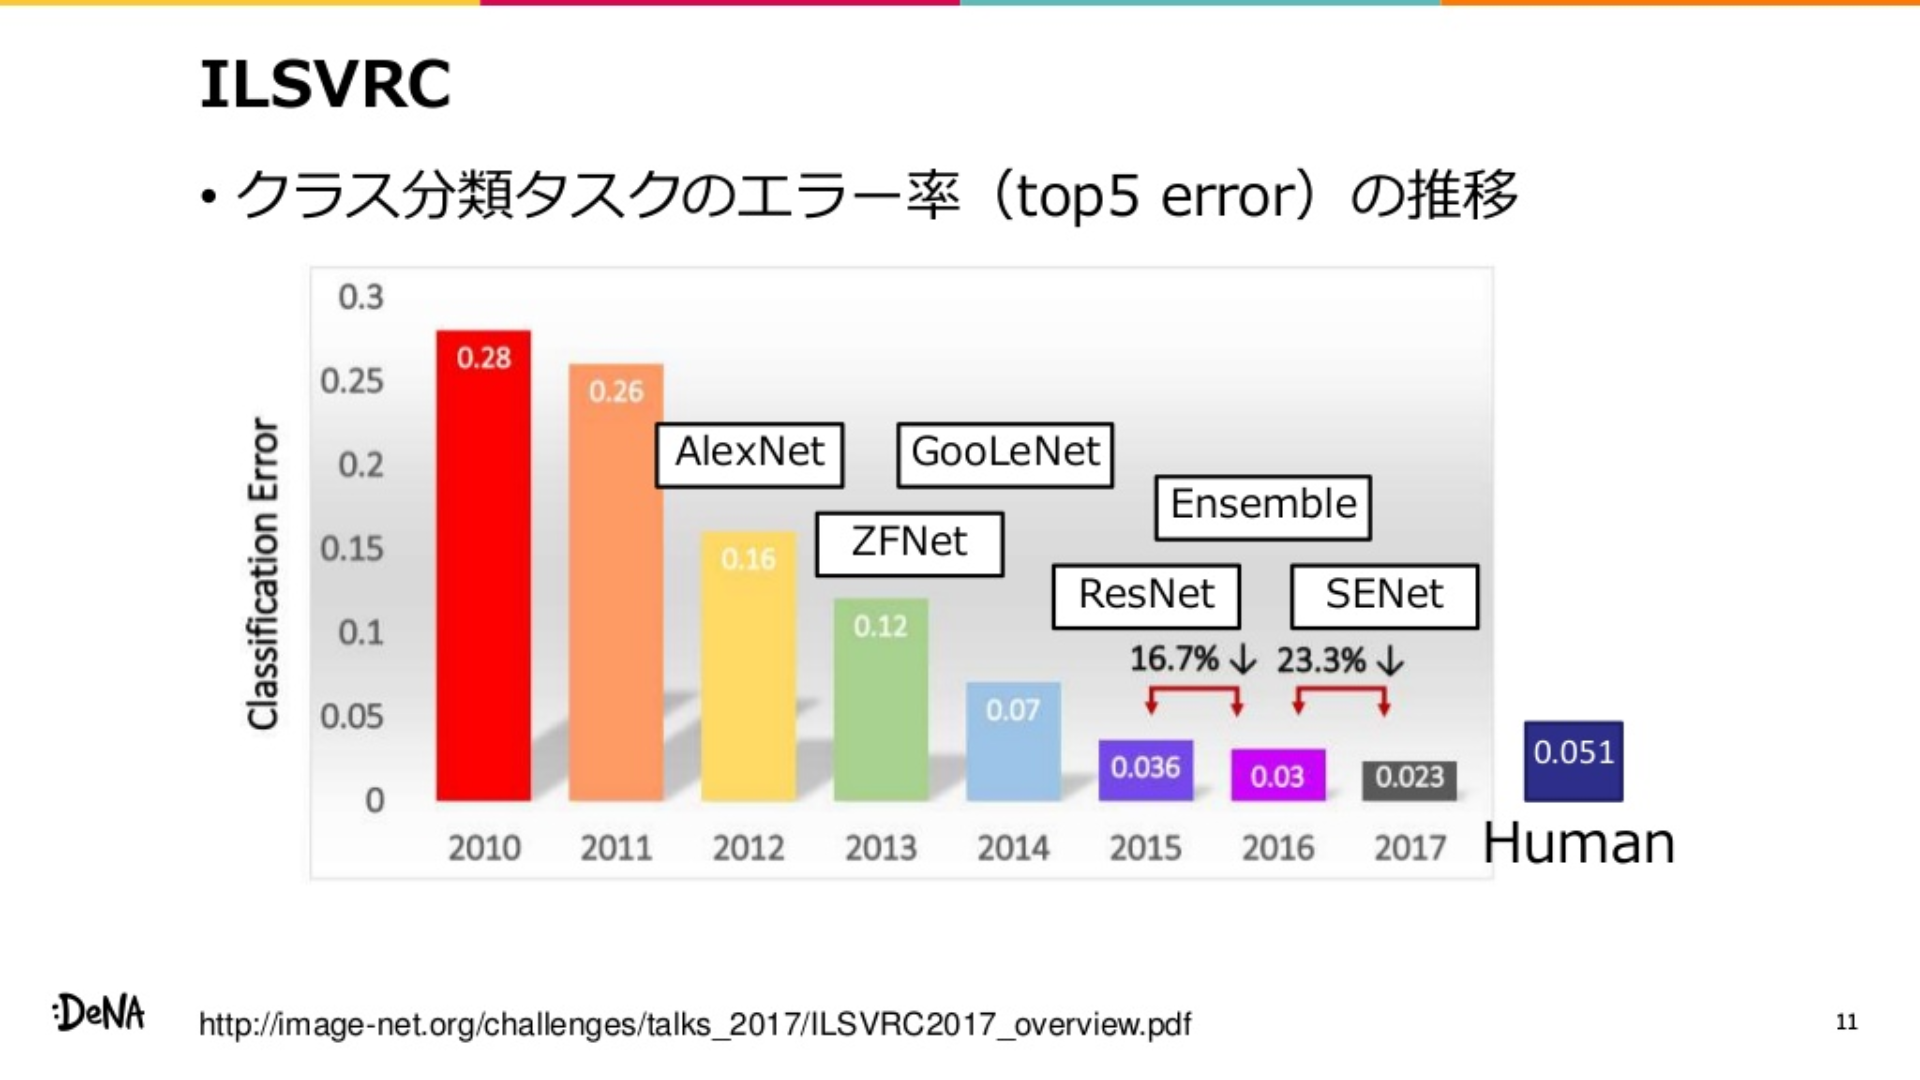 ILSVRC
• クラス分類タスクのエラー率（top5 error）の推移
Classification Error
0.3
0.25
0.2
0.15
0.1
0.05
0
0.28
0.26
0.16
0.12
0.07
0.036
0.03
0.023
0.051
AlexNet
ZFNet
GooLeNet
ResNet
Ensemble
SENet
16.7% ↓ 23.3% ↓
2010 2011 2012 2013 2014 2015 2016 2017 Human
:DeNA
http://image-net.org/challenges/talks_2017/ILSVRC2017_overview.pdf
11